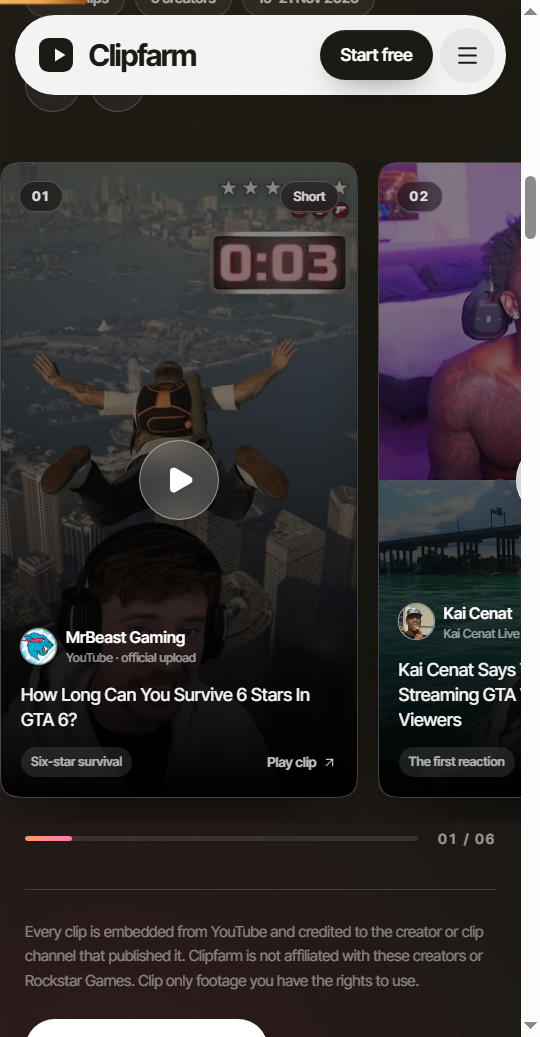 Clipfarm
Start free
01
Short
02
0:03
MrBeast Gaming
YouTube · official upload
How Long Can You Survive 6 Stars In
GTA 6?
Six-star survival
Play clip
Kai Cenat
Kai Cenat Live
Kai Cenat Says
Streaming GTA
Viewers
The first reaction
01 / 06
Every clip is embedded from YouTube and credited to the creator or clip
channel that published it. Clipfarm is not affiliated with these creators or
Rockstar Games. Clip only footage you have the rights to use.